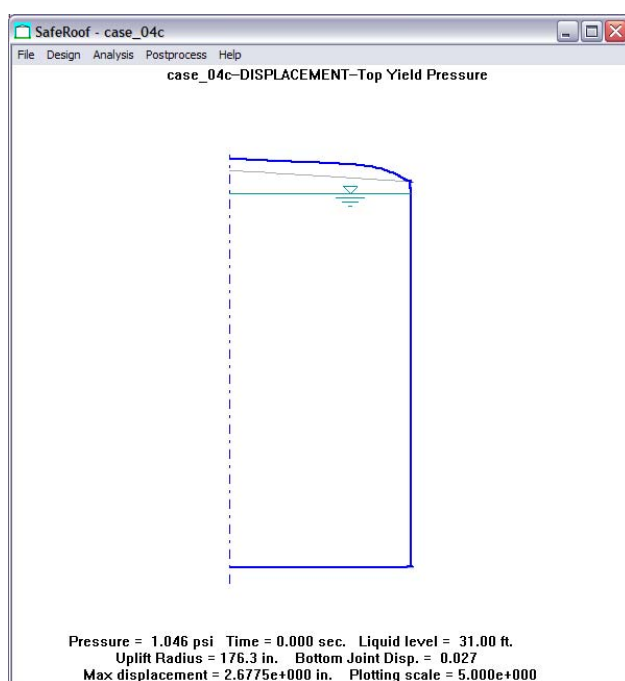 SafeRoof - case_04c
File Design Analysis Postprocess Help
case_04c-DISPLACEMENT-Top Yield Pressure
Pressure = 1.046 psi Time = 0.000 sec. Liquid level = 31.00 ft.
Uplift Radius = 176.3 in. Bottom Joint Disp. = 0.027
Max displacement = 2.6775e+000 in. Plotting scale = 5.000e+000